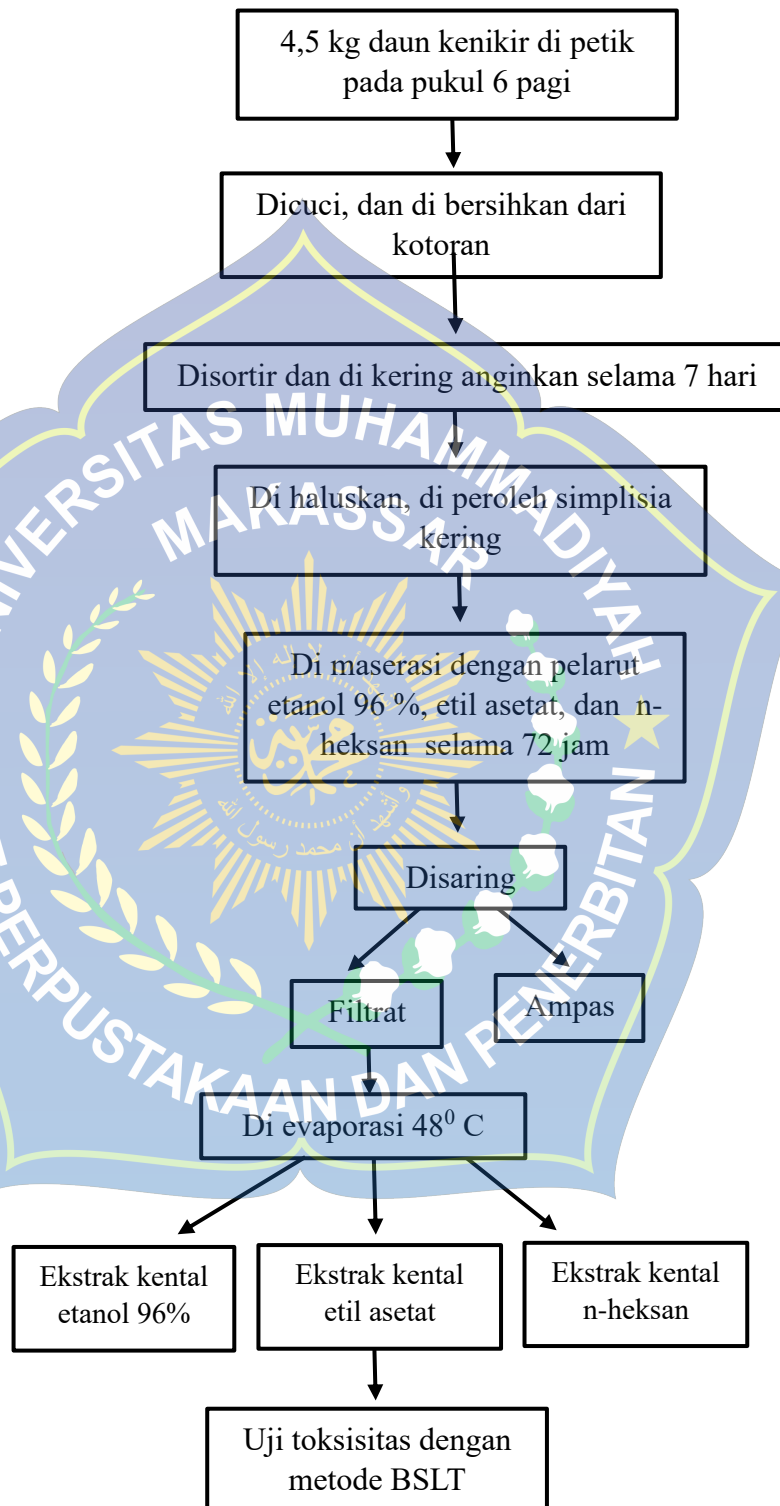 4,5 kg daun kenikir di petik
pada pukul 6 pagi
Dicuci, dan di bersihkan dari
kotoran
Disortir dan di kering anginkan selama 7 hari
UNIVERSITAS MUHAMMADIYAH
MAKASSAR
Di haluskan, di peroleh simplisia
kering
Di maserasi dengan pelarut
etanol 96 %, etil asetat, dan n-
heksan selama 72 jam
Disaring
Filtrat
Ampas
PERPUSTAKAAN DAN PENERBITAN
Di evaporasi 48⁰ C
Ekstrak kental
etanol 96%
Ekstrak kental
etil asetat
Ekstrak kental
n-heksan
Uji toksisitas dengan
metode BSLT